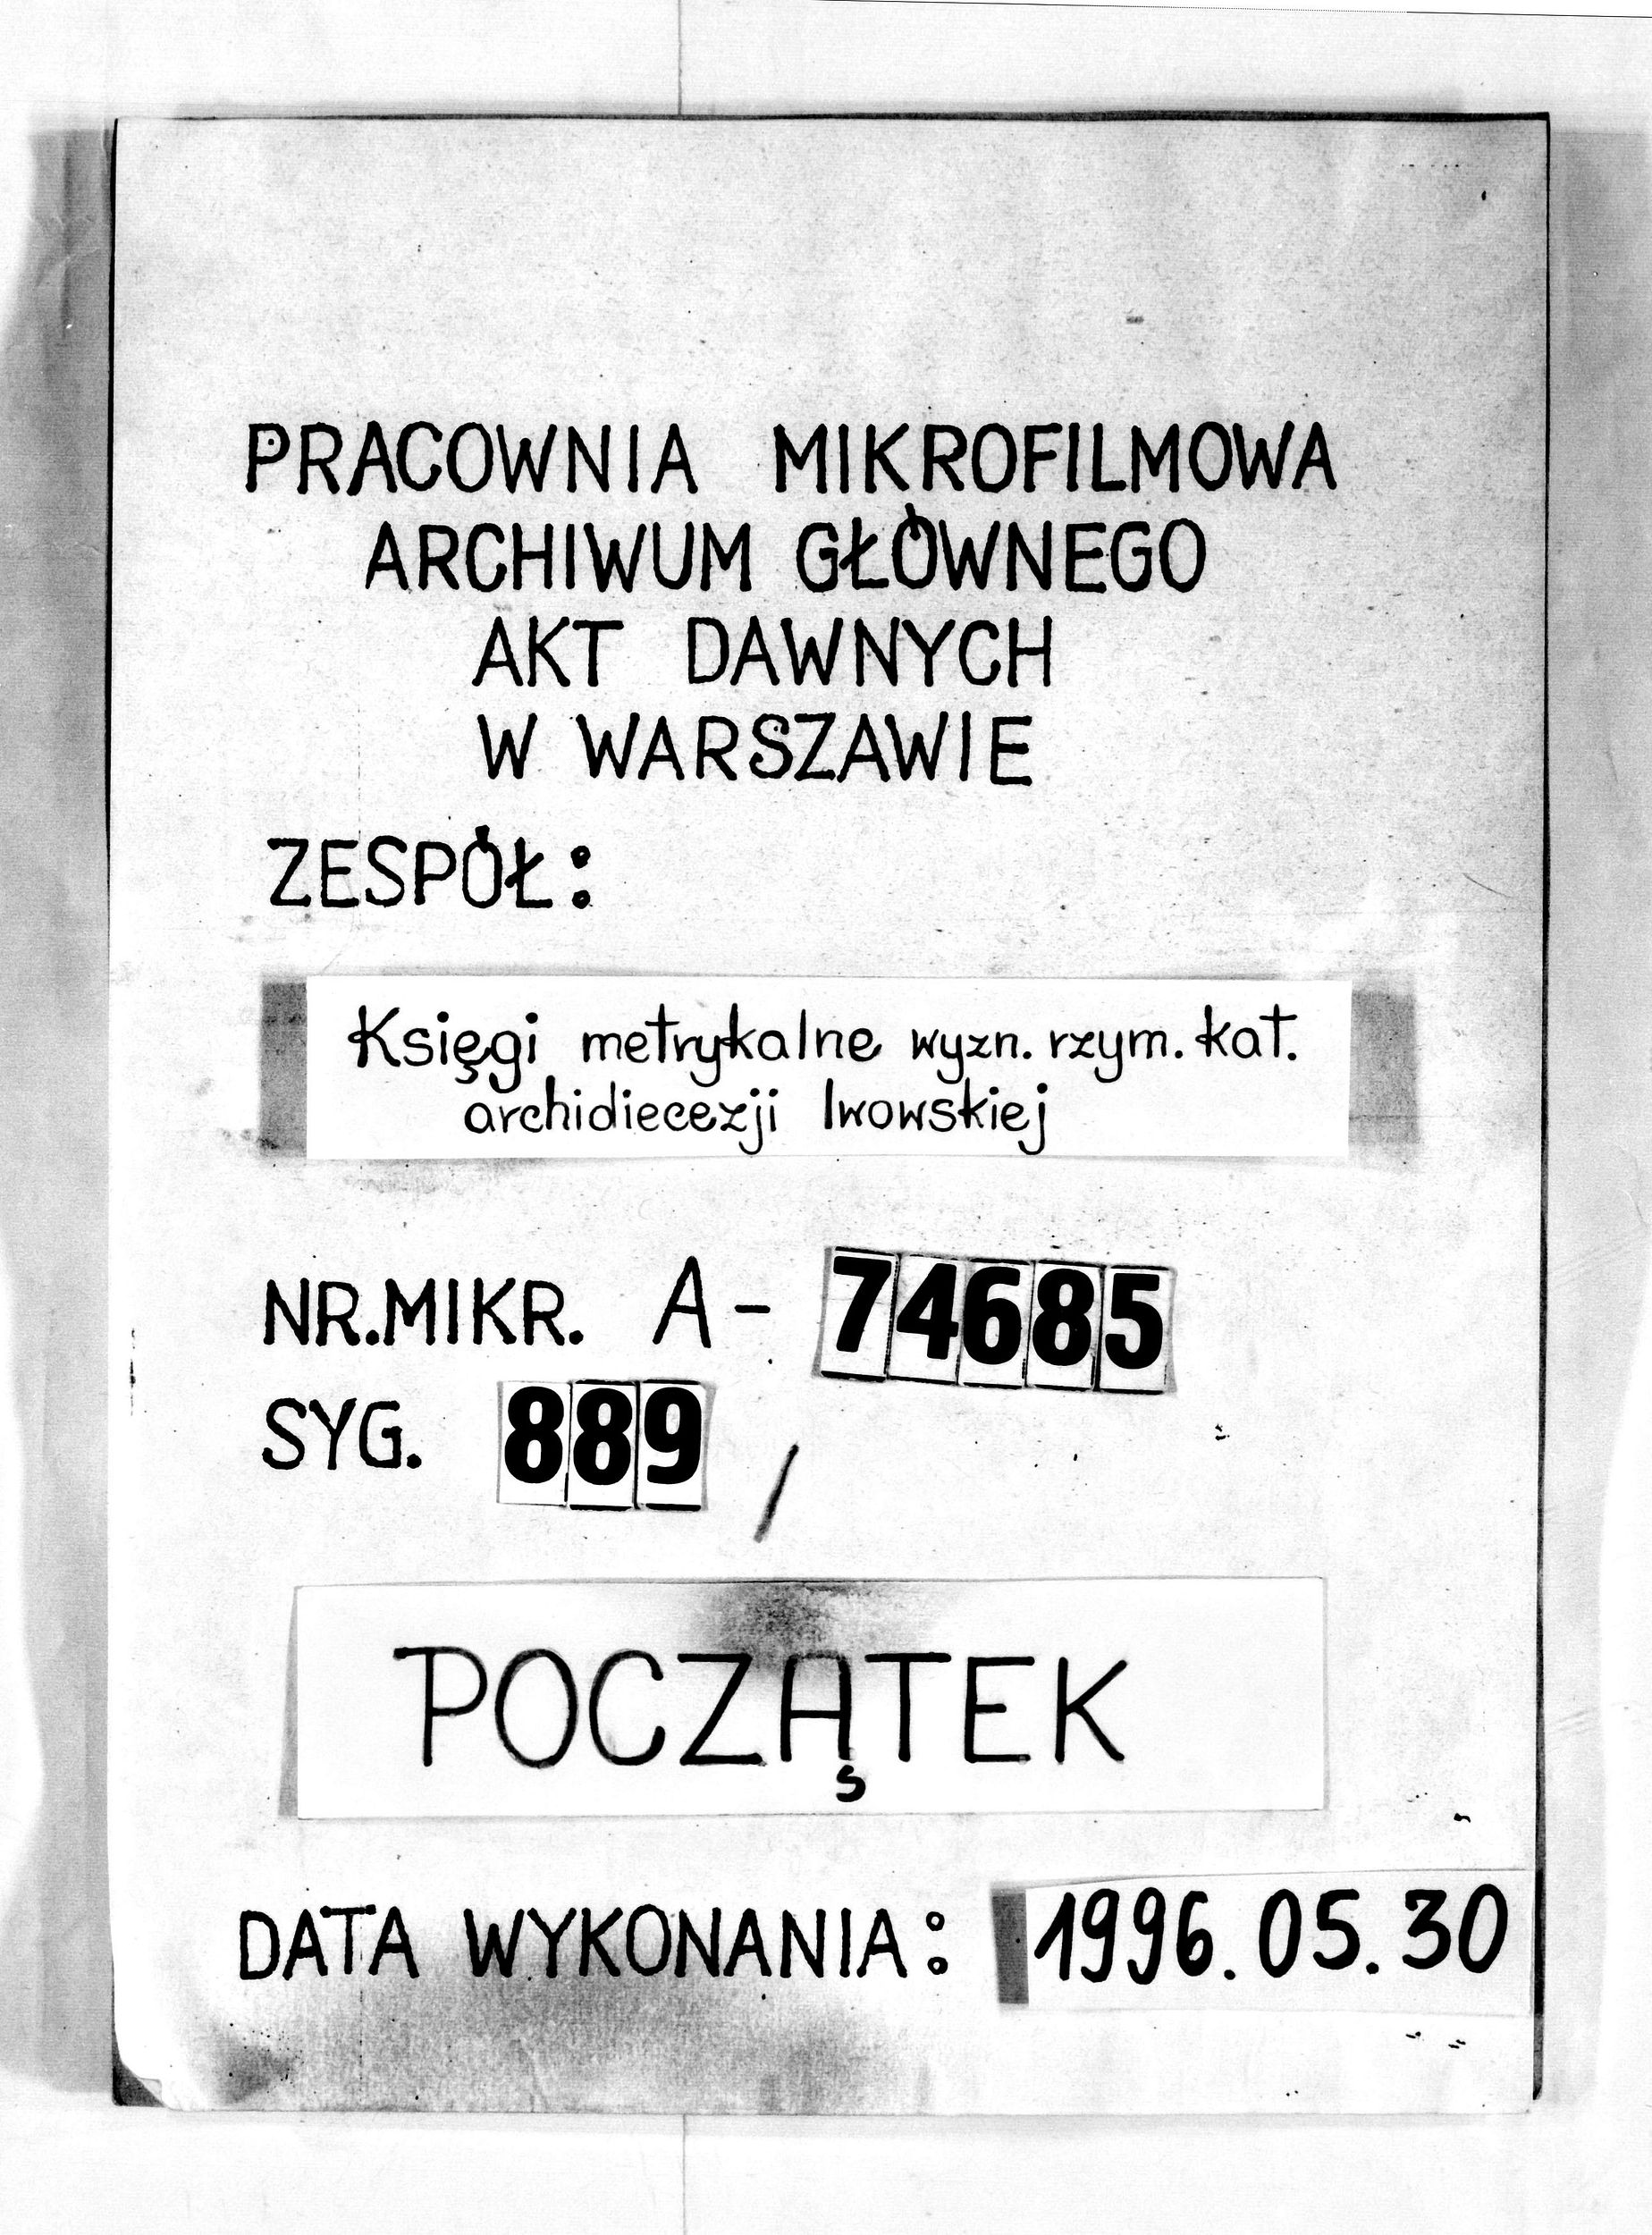 PRACOWNIA MIKROFILMOWA
ARCHIWUM GŁÓWNEGO
AKT DAWNYCH
W WARSZAWIE
ZESPÓŁ:
Księgi metrykalne wyzn. rzym. kat.
archidiecezji lwowskiej
NR.MIKR. A- 74685
SYG. 889 /
POCZĄTEK
DATA WYKONANIA: 1996.05.30